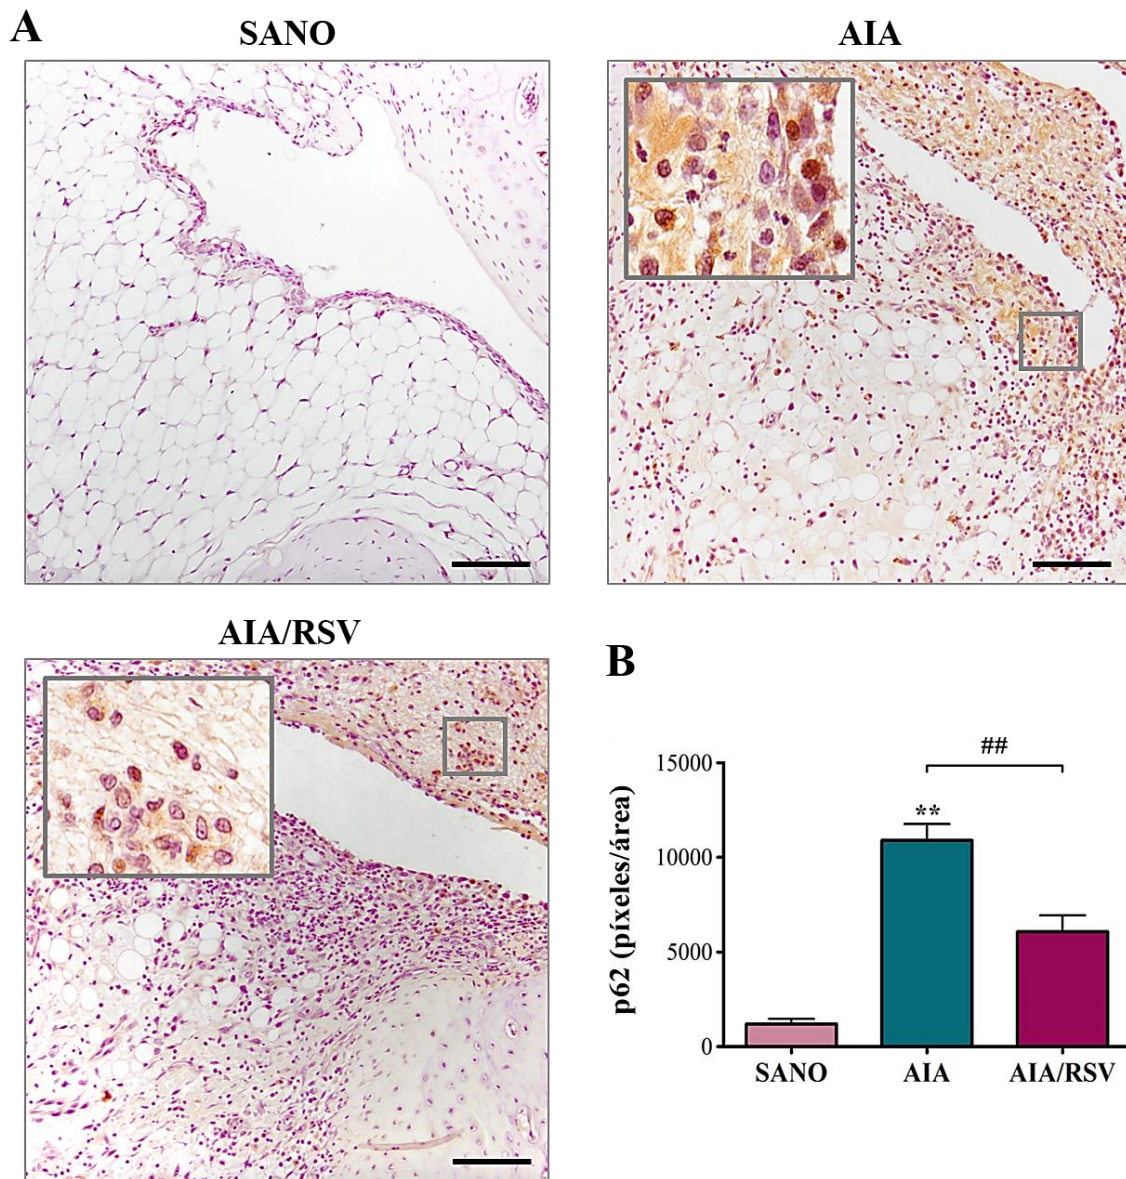 A
SANO
AIA
AIA/RSV
B
##
15000
**
10000
5000
0
p62 (píxeles/área)
SANO AIA AIA/RSV